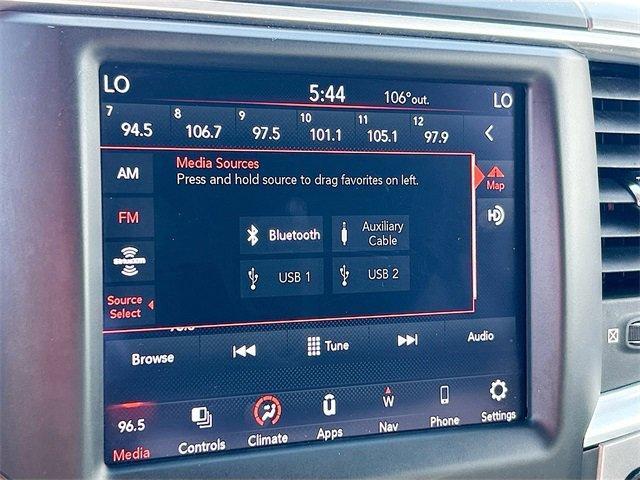 LO 5:44 106°out. LO
7 8 9 10 11 12
94.5 106.7 97.5 101.1 105.1 97.9
Media Sources
Press and hold source to drag favorites on left.
AM
Map
FM
HD
Bluetooth Auxiliary Cable
SiriusXM
USB 1 USB 2
Source
Select
Browse Tune Audio
96.5 W
Media Controls Climate Apps Nav Phone Settings